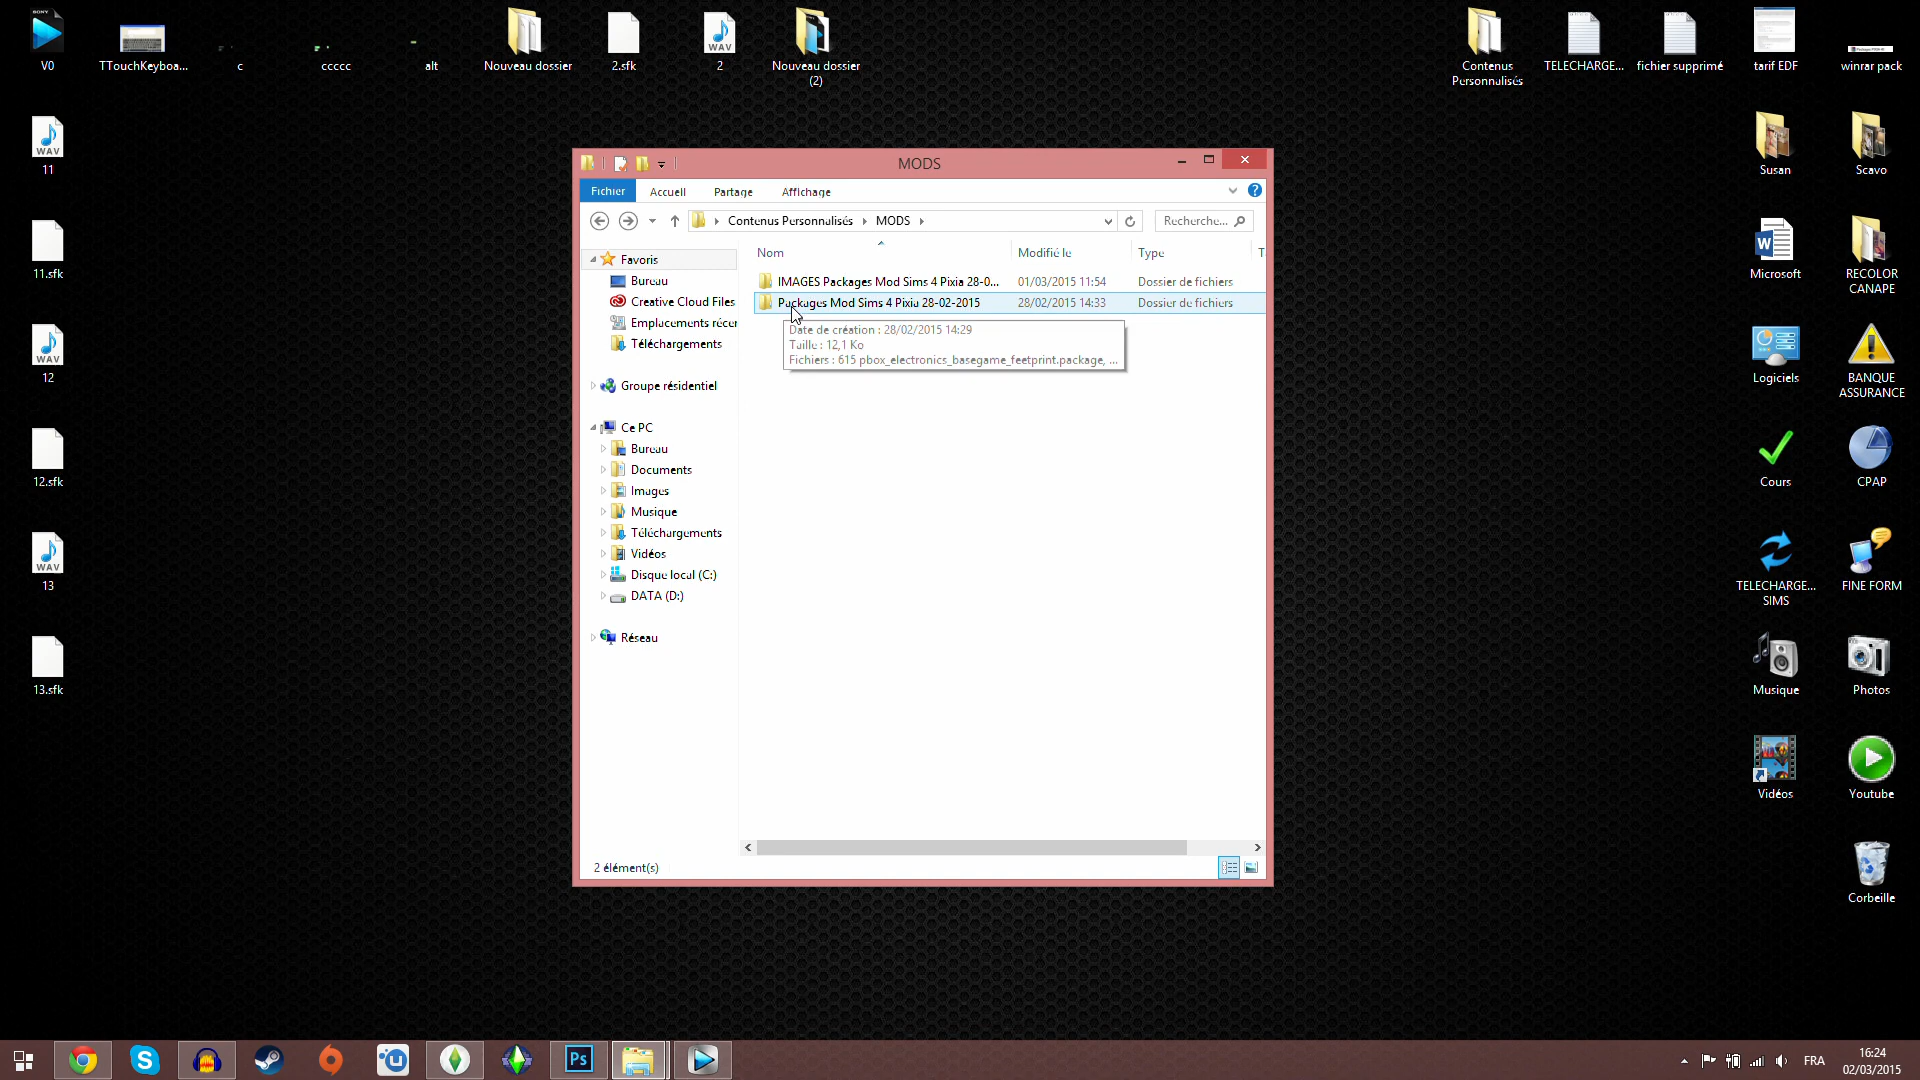 V0
TTouchKeyboa...
c
ccccc
alt
Nouveau dossier
2.sfk
WAV
2
Nouveau dossier
(2)
Contenus
Personnalisés
TELECHARGE...
fichier supprimé
tarif EDF
winrar pack
WAV
11
Susan
Scavo
11.sfk
Microsoft
RECOLOR
CANAPE
WAV
12
Logiciels
BANQUE
ASSURANCE
12.sfk
Cours
CPAP
WAV
13
TELECHARGE...
SIMS
FINE FORM
13.sfk
Musique
Photos
Vidéos
Youtube
Corbeille
MODS
Fichier
Accueil
Partage
Affichage
Contenus Personnalisés
MODS
Recherche...
Nom
Modifié le
Type
T
Favoris
Bureau
Creative Cloud Files
Emplacements récer
Téléchargements
Groupe résidentiel
Ce PC
Bureau
Documents
Images
Musique
Téléchargements
Vidéos
Disque local (C:)
DATA (D:)
Réseau
IMAGES Packages Mod Sims 4 Pixia 28-0...
01/03/2015 11:54
Dossier de fichiers
Packages Mod Sims 4 Pixia 28-02-2015
28/02/2015 14:33
Dossier de fichiers
Date de création : 28/02/2015 14:29
Taille : 12,1 Ko
Fichiers : 615 pbox_electronics_basegame_feetprint.package, ...
2 élément(s)
Ps
FRA
16:24
02/03/2015